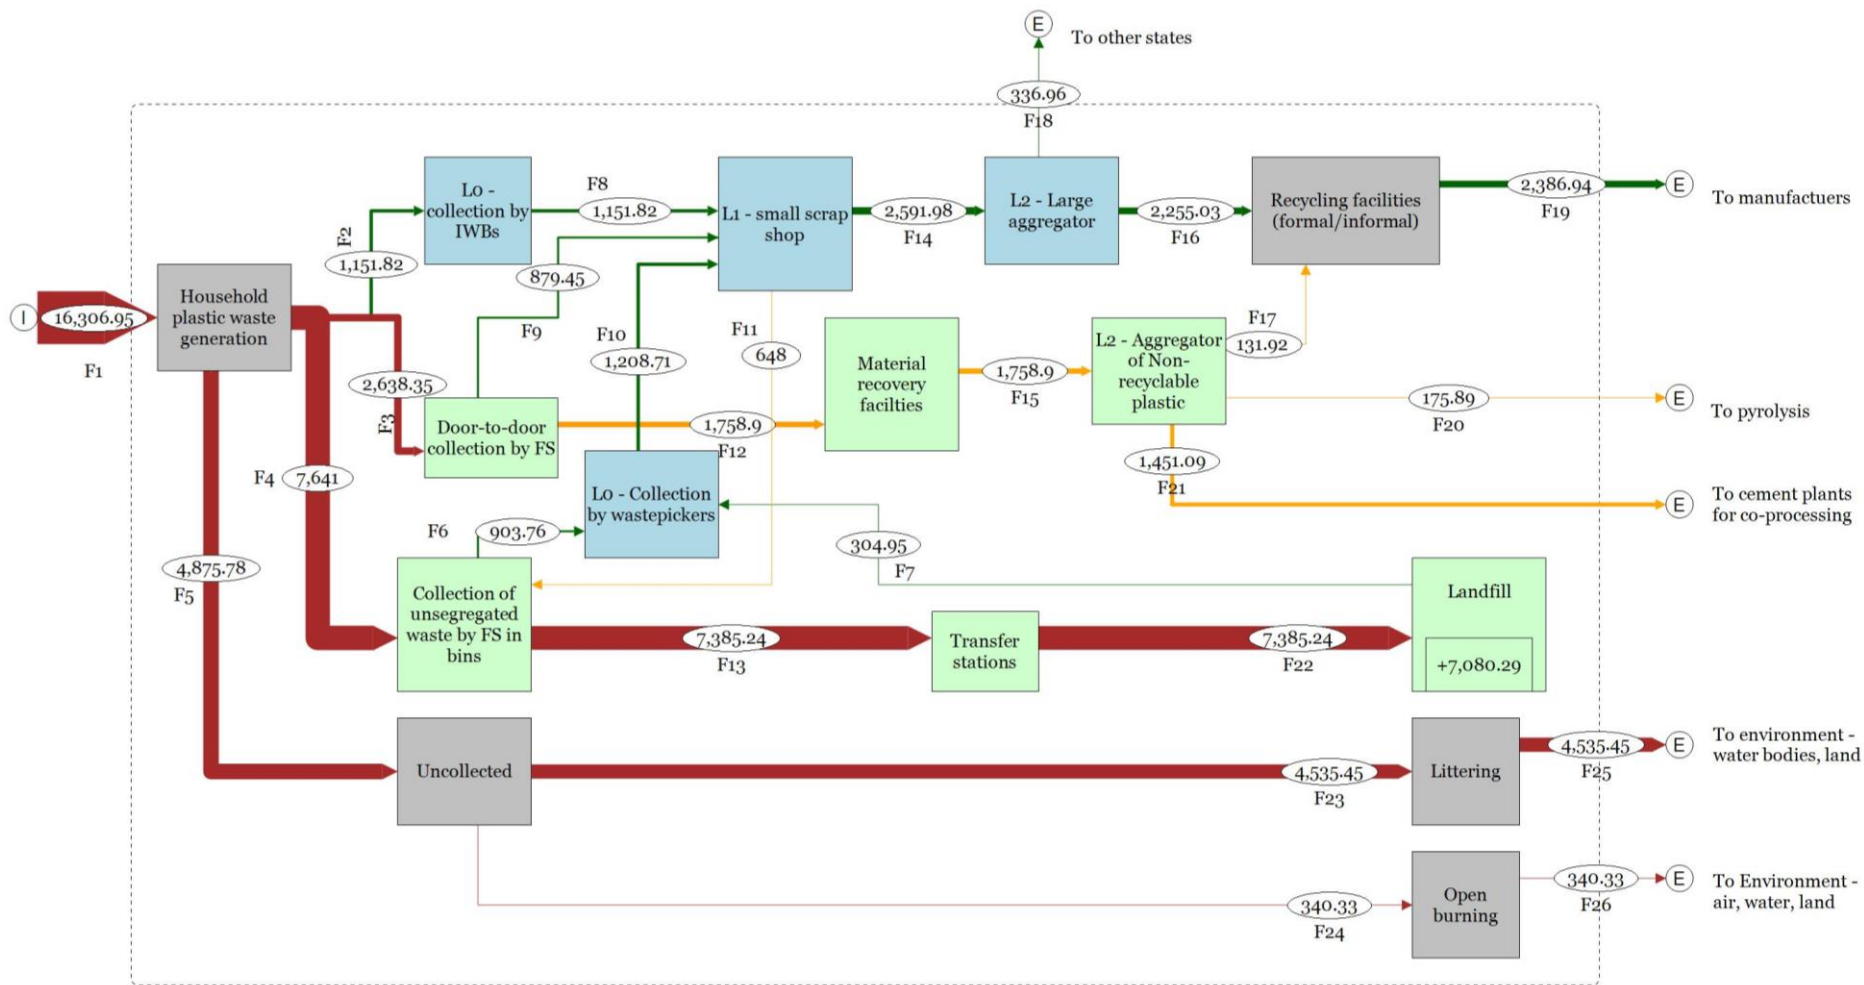 E
To other states
336.96
F18
L0 -
collection by
IWBs
F8
1,151.82
L1 - small scrap
shop
2,591.98
F14
L2 - Large
aggregator
2,255.03
F16
Recycling facilities
(formal/informal)
2,386.94
F19
E
To manufactuers
F2
1,151.82
879.45
F9
I
16,306.95
F1
Household
plastic waste
generation
F10
1,208.71
F11
648
Material
recovery
facilties
1,758.9
F15
L2 - Aggregator
of Non-
recyclable
plastic
F17
131.92
2,638.35
F3
Door-to-door
collection by FS
1,758.9
F12
175.89
F20
E
To pyrolysis
1,451.09
F21
E
To cement plants
for co-processing
F4
7,641
L0 - Collection
by wastepickers
F6
903.76
304.95
F7
4,875.78
F5
Collection of
unsegregated
waste by FS in
bins
7,385.24
F13
Transfer
stations
7,385.24
F22
Landfill
+7,080.29
Uncollected
4,535.45
F23
Littering
4,535.45
F25
E
To environment -
water bodies, land
340.33
F24
Open
burning
340.33
F26
E
To Environment -
air, water, land